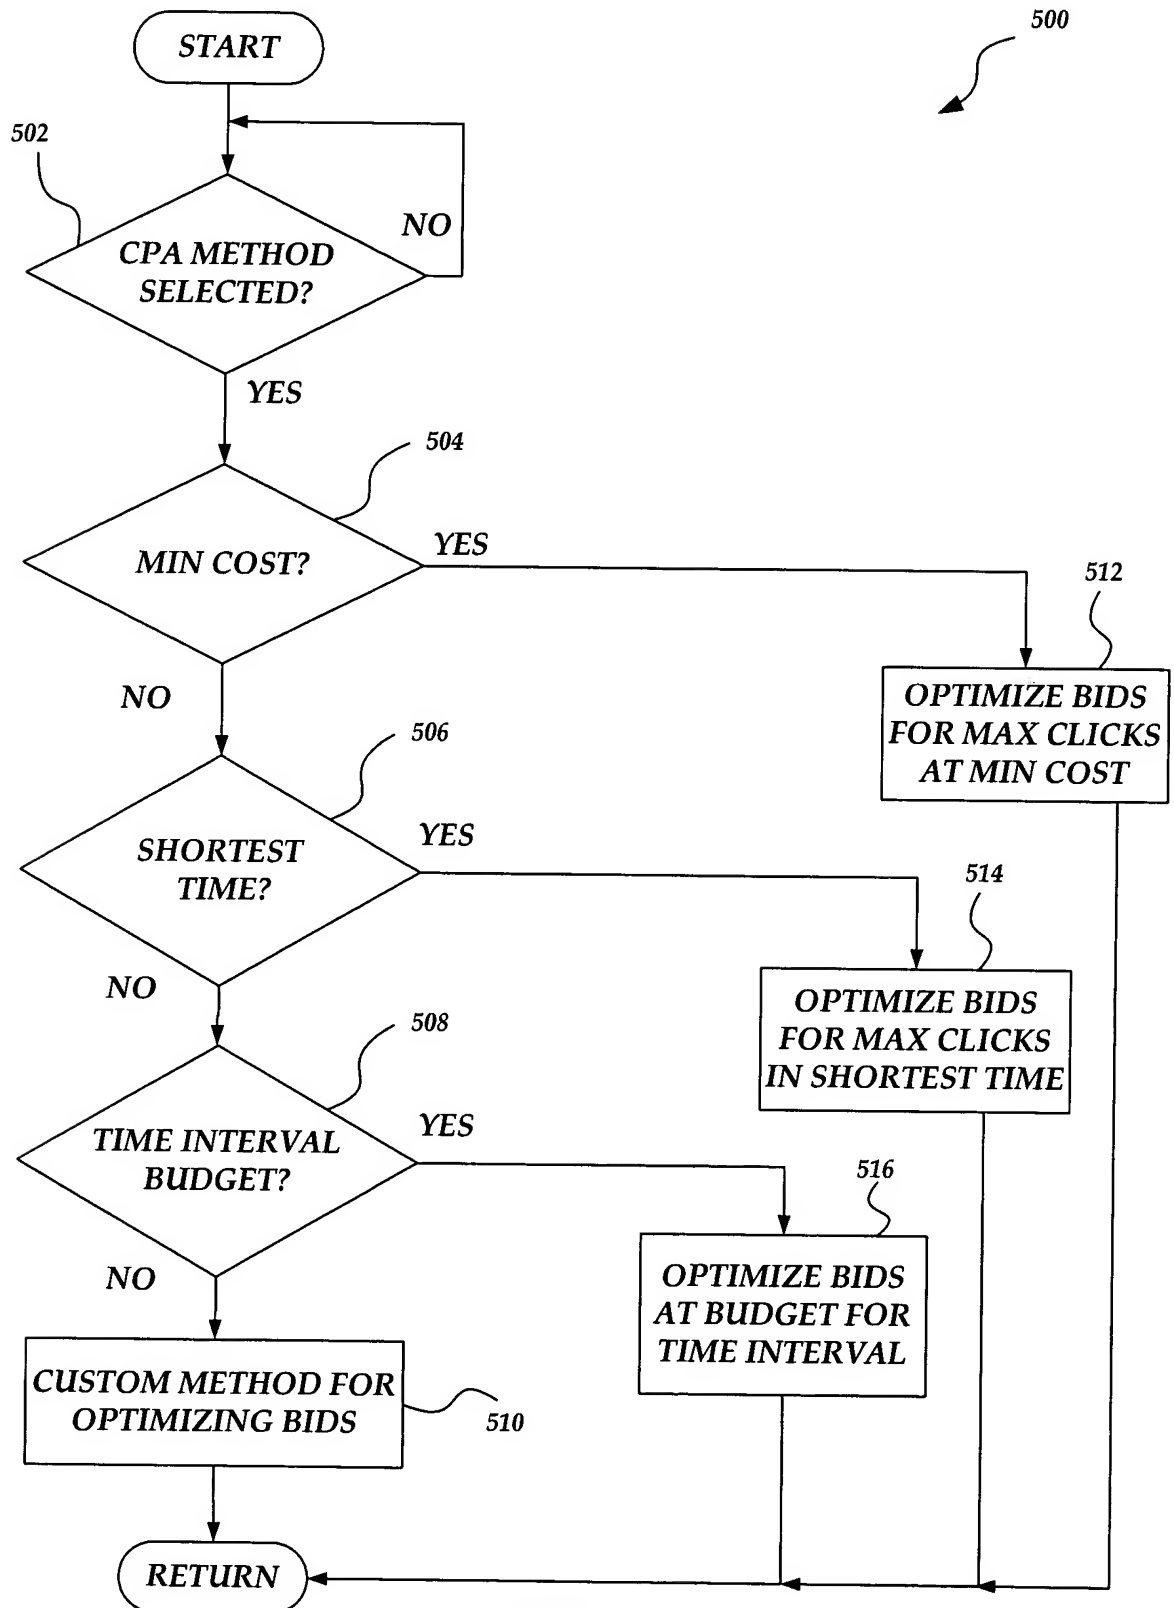 START
500
502
NO
CPA METHOD
SELECTED?
YES
504
MIN COST?
YES
512
NO
OPTIMIZE BIDS
FOR MAX CLICKS
AT MIN COST
506
SHORTEST
TIME?
YES
514
NO
OPTIMIZE BIDS
FOR MAX CLICKS
IN SHORTEST TIME
508
TIME INTERVAL
BUDGET?
YES
516
NO
OPTIMIZE BIDS
AT BUDGET FOR
TIME INTERVAL
CUSTOM METHOD FOR
OPTIMIZING BIDS
510
RETURN